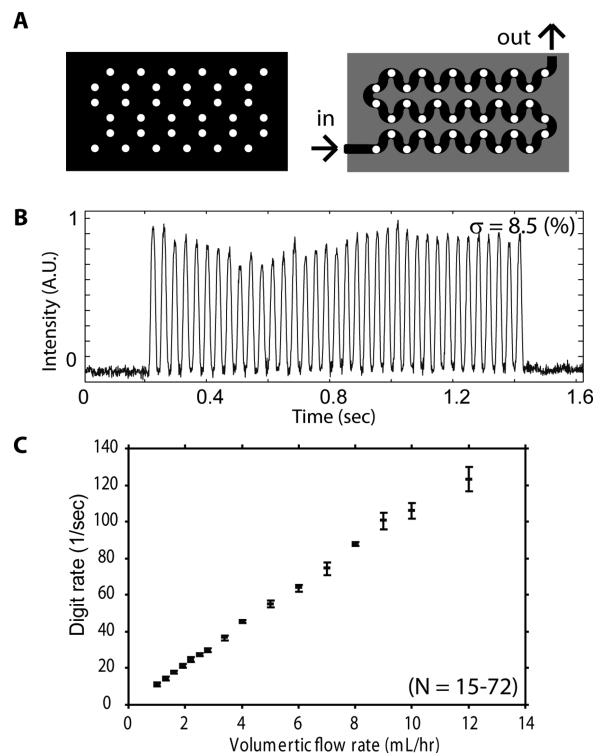 A
out
in
B
1
σ = 8.5 (%)
Intensity (A.U.)
0
0 0.4 0.8 1.2 1.6
Time (sec)
C
140
120
100
80
60
40
20
0
Digit rate (1/sec)
(N = 15-72)
0 2 4 6 8 10 12 14
Volumertic flow rate (mL/hr)